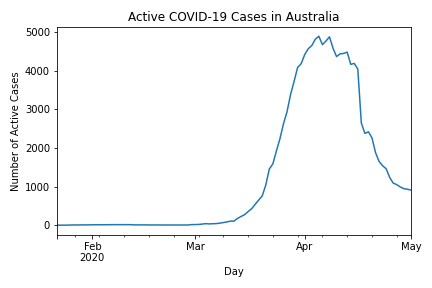 Active COVID-19 Cases in Australia
Number of Active Cases
5000
4000
3000
2000
1000
0
Feb
2020
Mar
Apr
May
Day